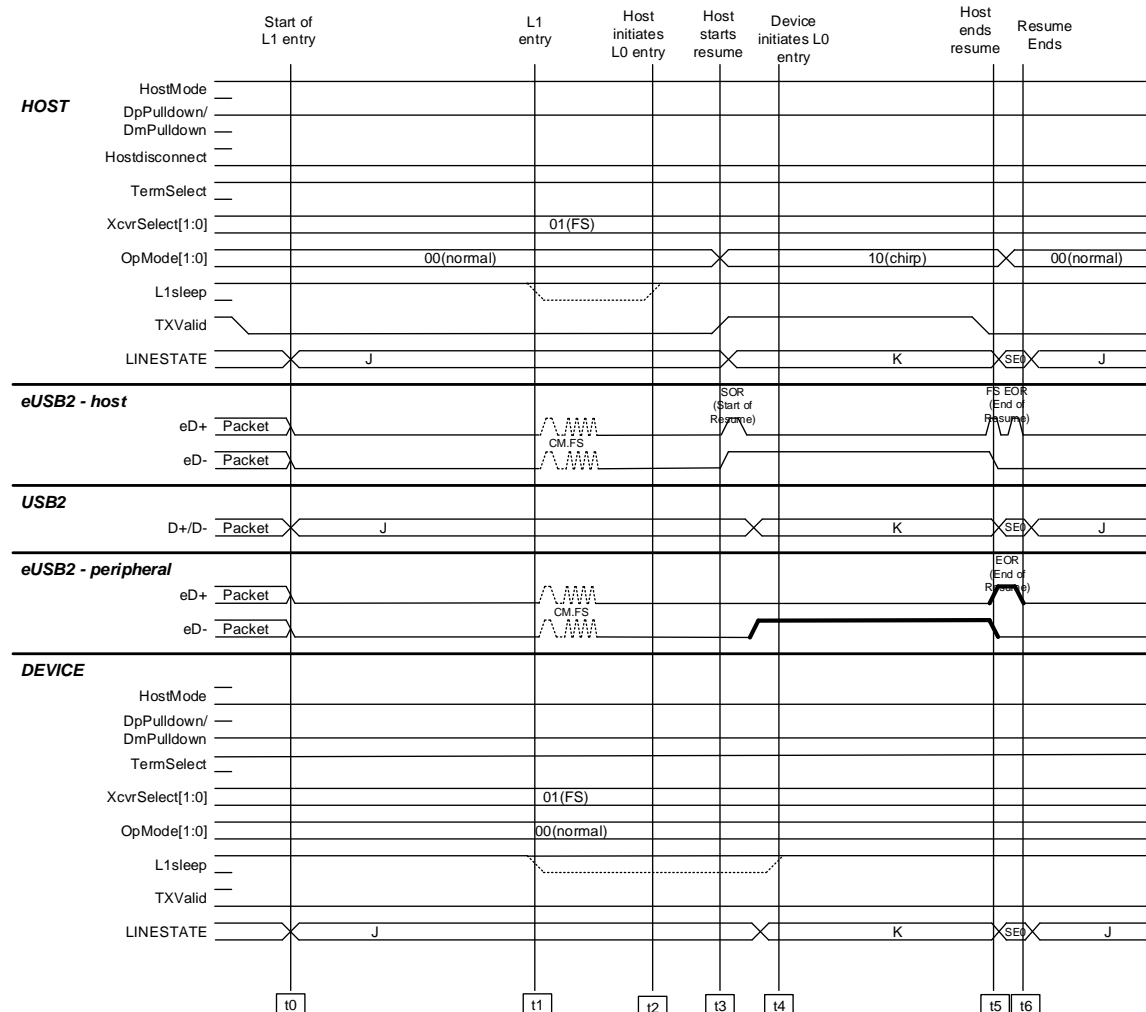 Start of
L1 entry
L1
entry
Host
initiates
L0 entry
Host
starts
resume
Device
initiates L0
entry
Host
ends
resume
Resume
Ends
HOST
HostMode
DpPulldown/
DmPulldown
Hostdisconnect
TermSelect
XcvrSelect[1:0] 01(FS)
OpMode[1:0] 00(normal) 10(chirp) 00(normal)
L1sleep
TXValid
LINESTATE J K SE0 J
eUSB2 - host
SOR
(Start of
Resume)
FS EOR
(End of
Resume)
eD+ Packet
CM.FS
eD- Packet
USB2
D+/D- Packet J K SE0 J
eUSB2 - peripheral
EOR
(End of
Resume)
eD+ Packet
CM.FS
eD- Packet
DEVICE
HostMode
DpPulldown/
DmPulldown
TermSelect
XcvrSelect[1:0] 01(FS)
OpMode[1:0] 00(normal)
L1sleep
TXValid
LINESTATE J K SE0 J
t0 t1 t2 t3 t4 t5 t6